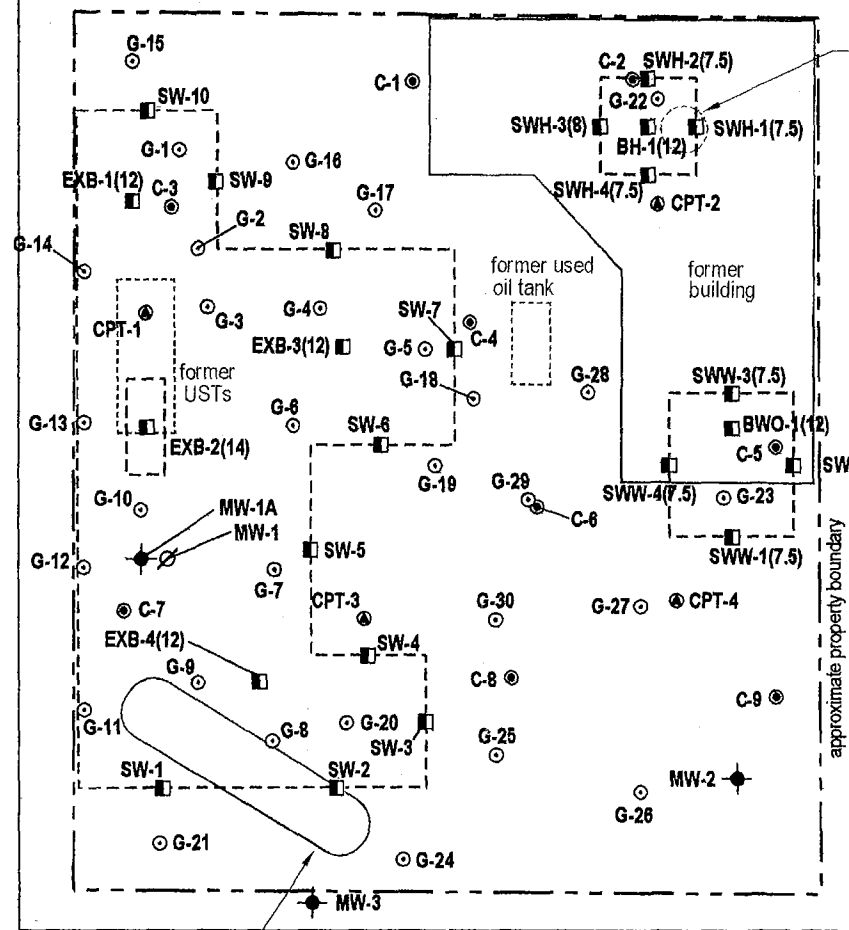 G-15
C-1
C-2
SWH-2(7.5)
G-22
SW-10
SWH-3(8)
SWH-1(7.5)
BH-1(12)
G-1
G-16
EXB-1(12)
SW-9
SWH-4(7.5)
C-3
G-17
CPT-2
G-2
SW-8
G-14
former used
oil tank
former
building
CPT-1
G-3
G-4
SW-7
C-4
EXB-3(12)
G-5
former
USTs
G-18
G-28
SWW-3(7.5)
G-13
G-6
SW-6
BWO-1(12)
EXB-2(14)
C-5
G-19
SWW-4(7.5)
SW
G-10
G-29
G-23
MW-1A
C-6
MW-1
SW-5
SWW-1(7.5)
G-12
G-7
C-7
CPT-3
G-30
G-27
CPT-4
EXB-4(12)
SW-4
G-9
C-8
C-9
G-11
G-8
G-20
SW-3
G-25
approximate property boundary
SW-1
SW-2
MW-2
G-26
G-21
G-24
MW-3